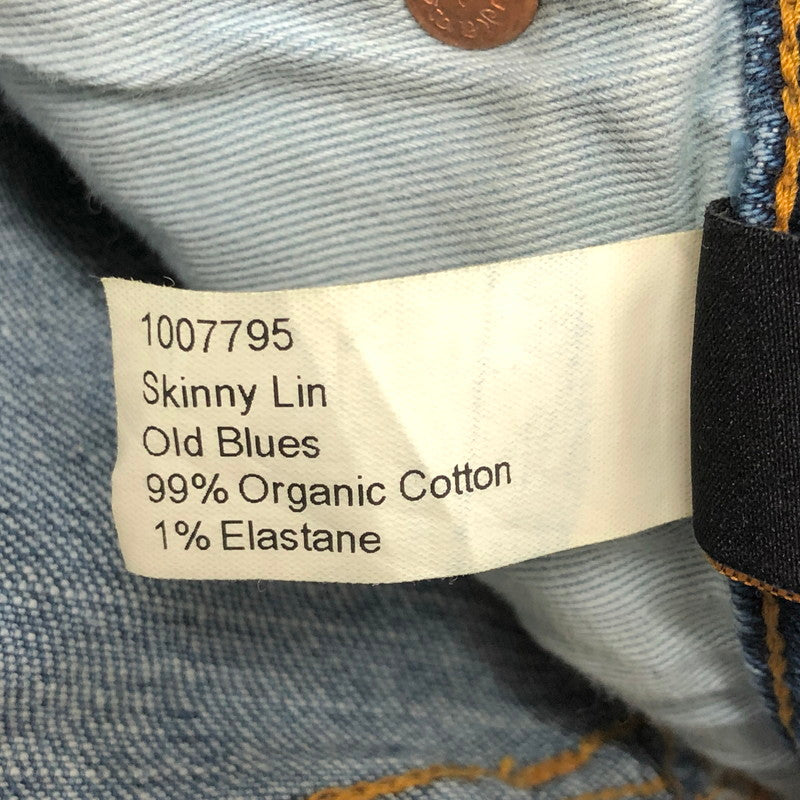 1007795
Skinny Lin
Old Blues
99% Organic Cotton
1% Elastane